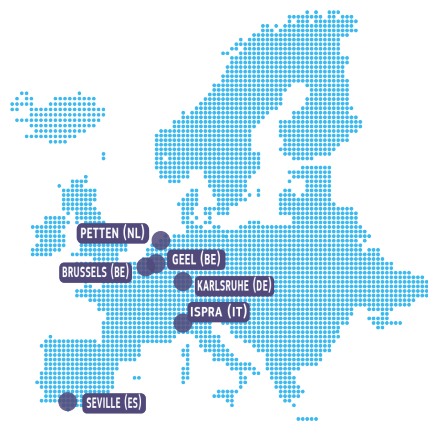 PETTEN (NL)
GEEL (BE)
BRUSSELS (BE)
KARLSRUHE (DE)
ISPRA (IT)
SEVILLE (ES)